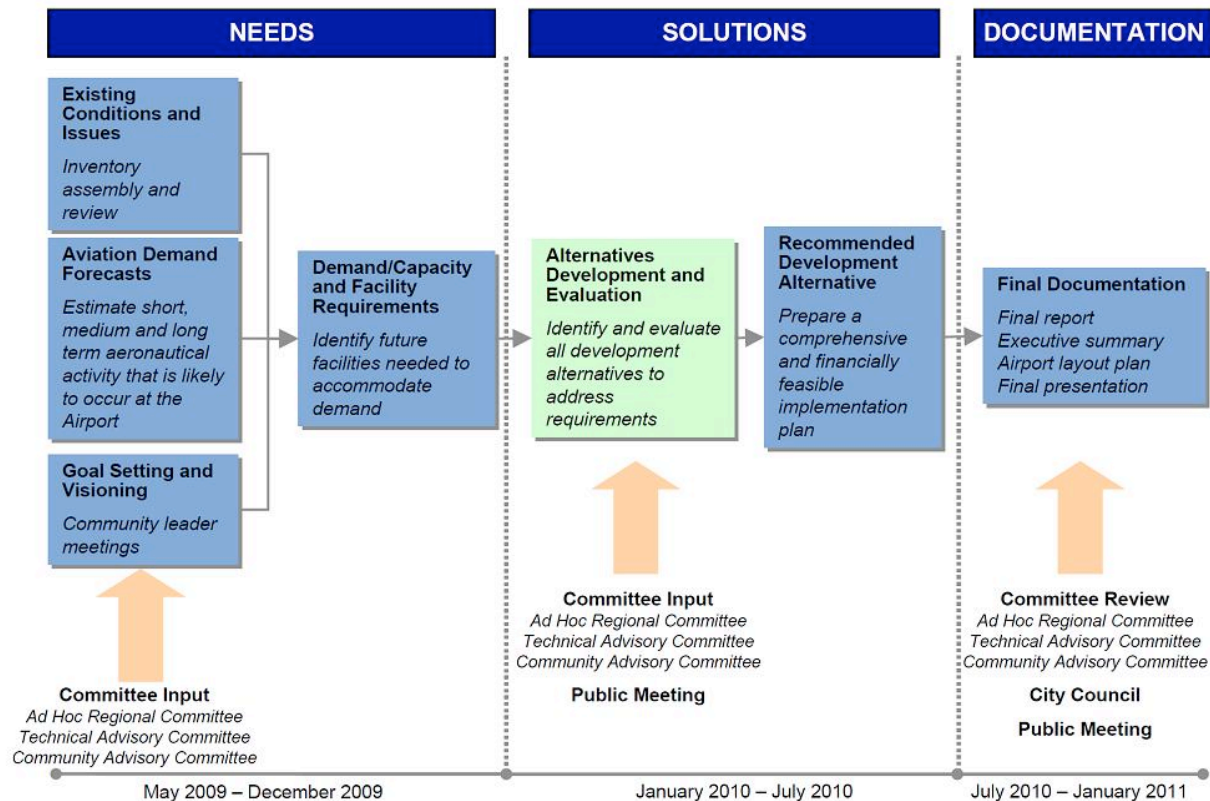 NEEDS
Existing
Conditions and
Issues
Inventory
assembly and
review
Aviation Demand
Forecasts
Estimate short,
medium and long
term aeronautical
activity that is likely
to occur at the
Airport
Goal Setting and
Visioning
Community leader
meetings
Demand/Capacity
and Facility
Requirements
Identify future
facilities needed to
accommodate
demand
Committee Input
Ad Hoc Regional Committee
Technical Advisory Committee
Community Advisory Committee
May 2009 – December 2009
SOLUTIONS
Alternatives
Development and
Evaluation
Identify and evaluate
all development
alternatives to
address
requirements
Recommended
Development
Alternative
Prepare a
comprehensive
and financially
feasible
implementation
plan
Committee Input
Ad Hoc Regional Committee
Technical Advisory Committee
Community Advisory Committee
Public Meeting
January 2010 – July 2010
DOCUMENTATION
Final Documentation
Final report
Executive summary
Airport layout plan
Final presentation
Committee Review
Ad Hoc Regional Committee
Technical Advisory Committee
Community Advisory Committee
City Council
Public Meeting
July 2010 – January 2011